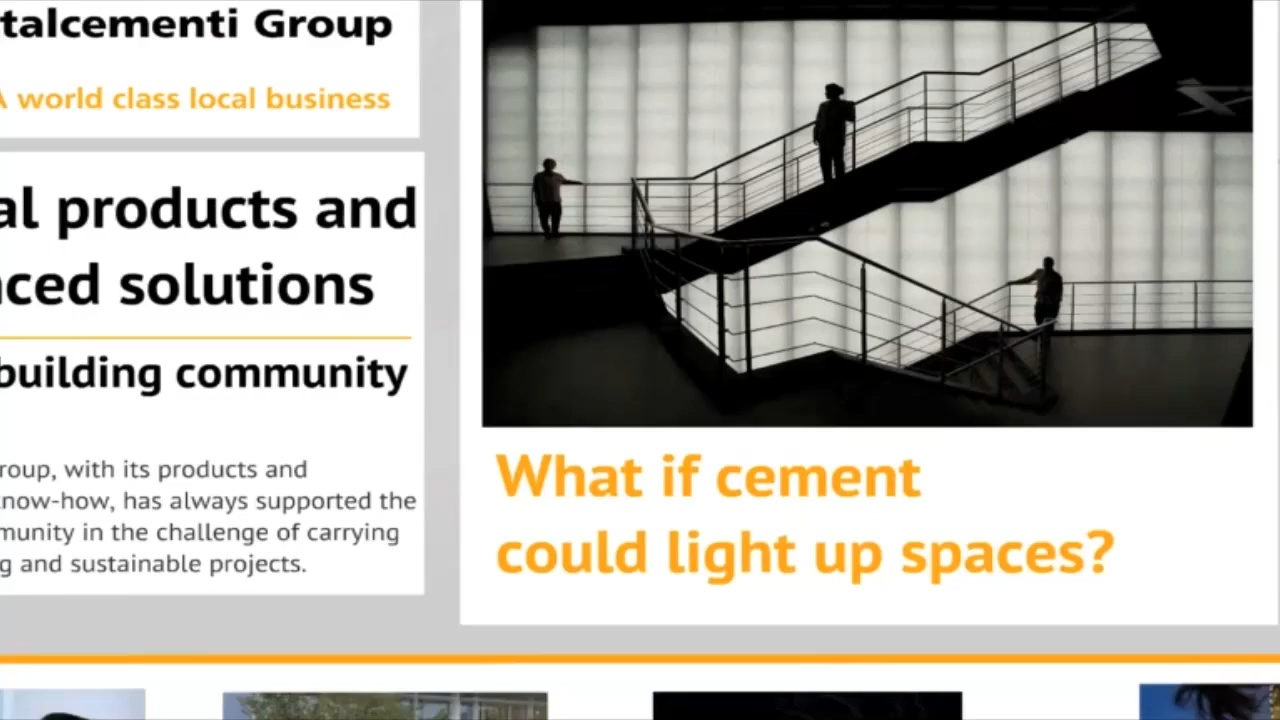 talcementi Group
A world class local business
al products and
ced solutions
building community
roup, with its products and
know-how, has always supported the
munity in the challenge of carrying
g and sustainable projects.
What if cement
could light up spaces?